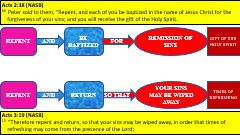 Acts 2:38 [NASB]
38 Peter said to them, "Repent, and each of you be baptized in the name of Jesus Christ for the
forgiveness of your sins; and you will receive the gift of the Holy Spirit.
REPENT
AND
BE
BAPTIZED
FOR
REMISSION OF
SINS
GIFT OF THE
HOLY SPIRIT
REPENT
AND
RETURN
SO THAT
YOUR SINS
MAY BE WIPED
AWAY
TIMES OF
REFRESHING
Acts 3:19 [NASB]
19 "Therefore repent and return, so that your sins may be wiped away, in order that times of
refreshing may come from the presence of the Lord;